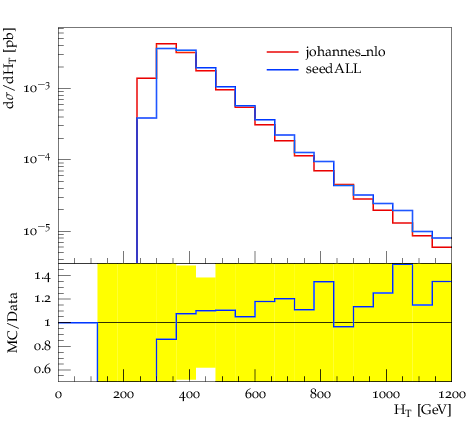 dσ/dH_T [pb]
johannes_nlo
seedALL
10^−3
10^−4
10^−5
MC/Data
1.4
1.2
1
0.8
0.6
0 200 400 600 800 1000 1200
H_T [GeV]